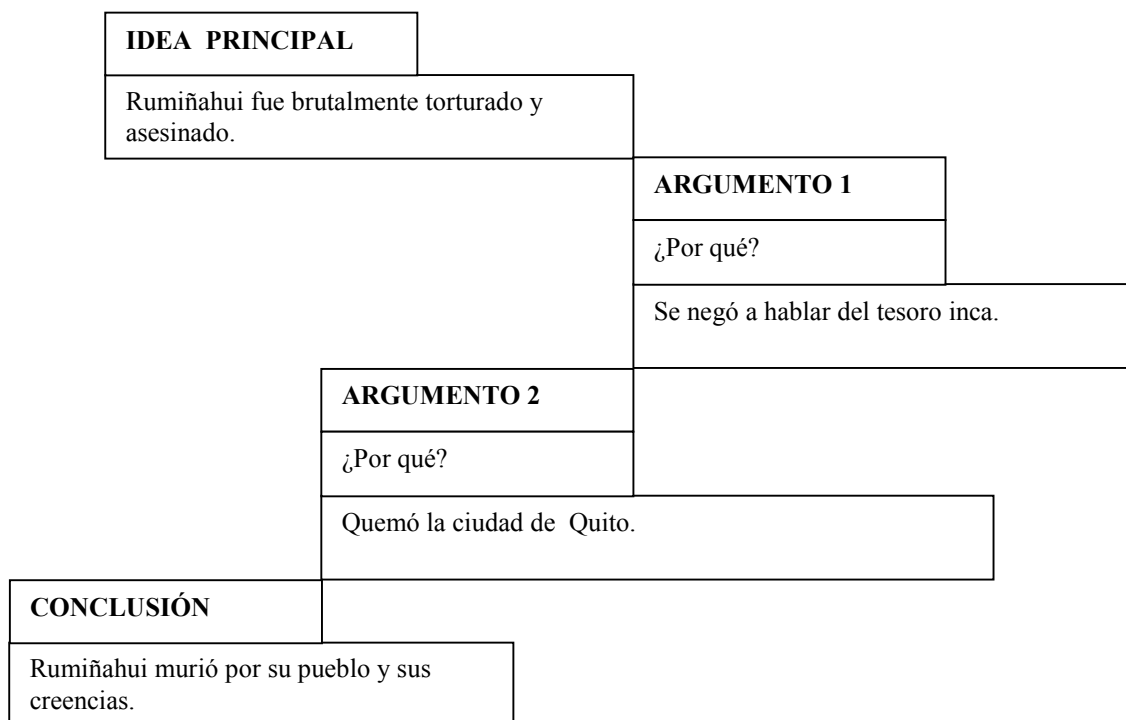 IDEA  PRINCIPAL
Rumiñahui fue brutalmente torturado y
asesinado.
ARGUMENTO 1
¿Por qué?
Se negó a hablar del tesoro inca.
ARGUMENTO 2
¿Por qué?
Quemó la ciudad de  Quito.
CONCLUSIÓN
Rumiñahui murió por su pueblo y sus
creencias.